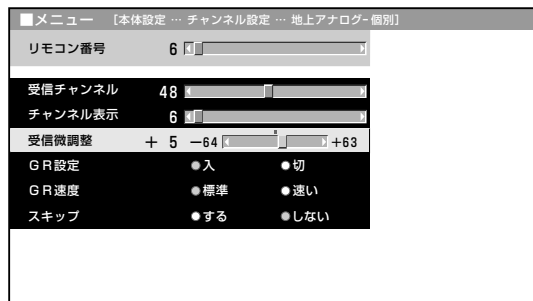 ■メニュー [本体設定 … チャンネル設定 … 地上アナログ-個別]
リモコン番号 6
受信チャンネル 48
チャンネル表示 6
受信微調整 ＋ 5 −64 +63
GR設定 ●入 ●切
GR速度 ●標準 ●速い
スキップ ●する ●しない